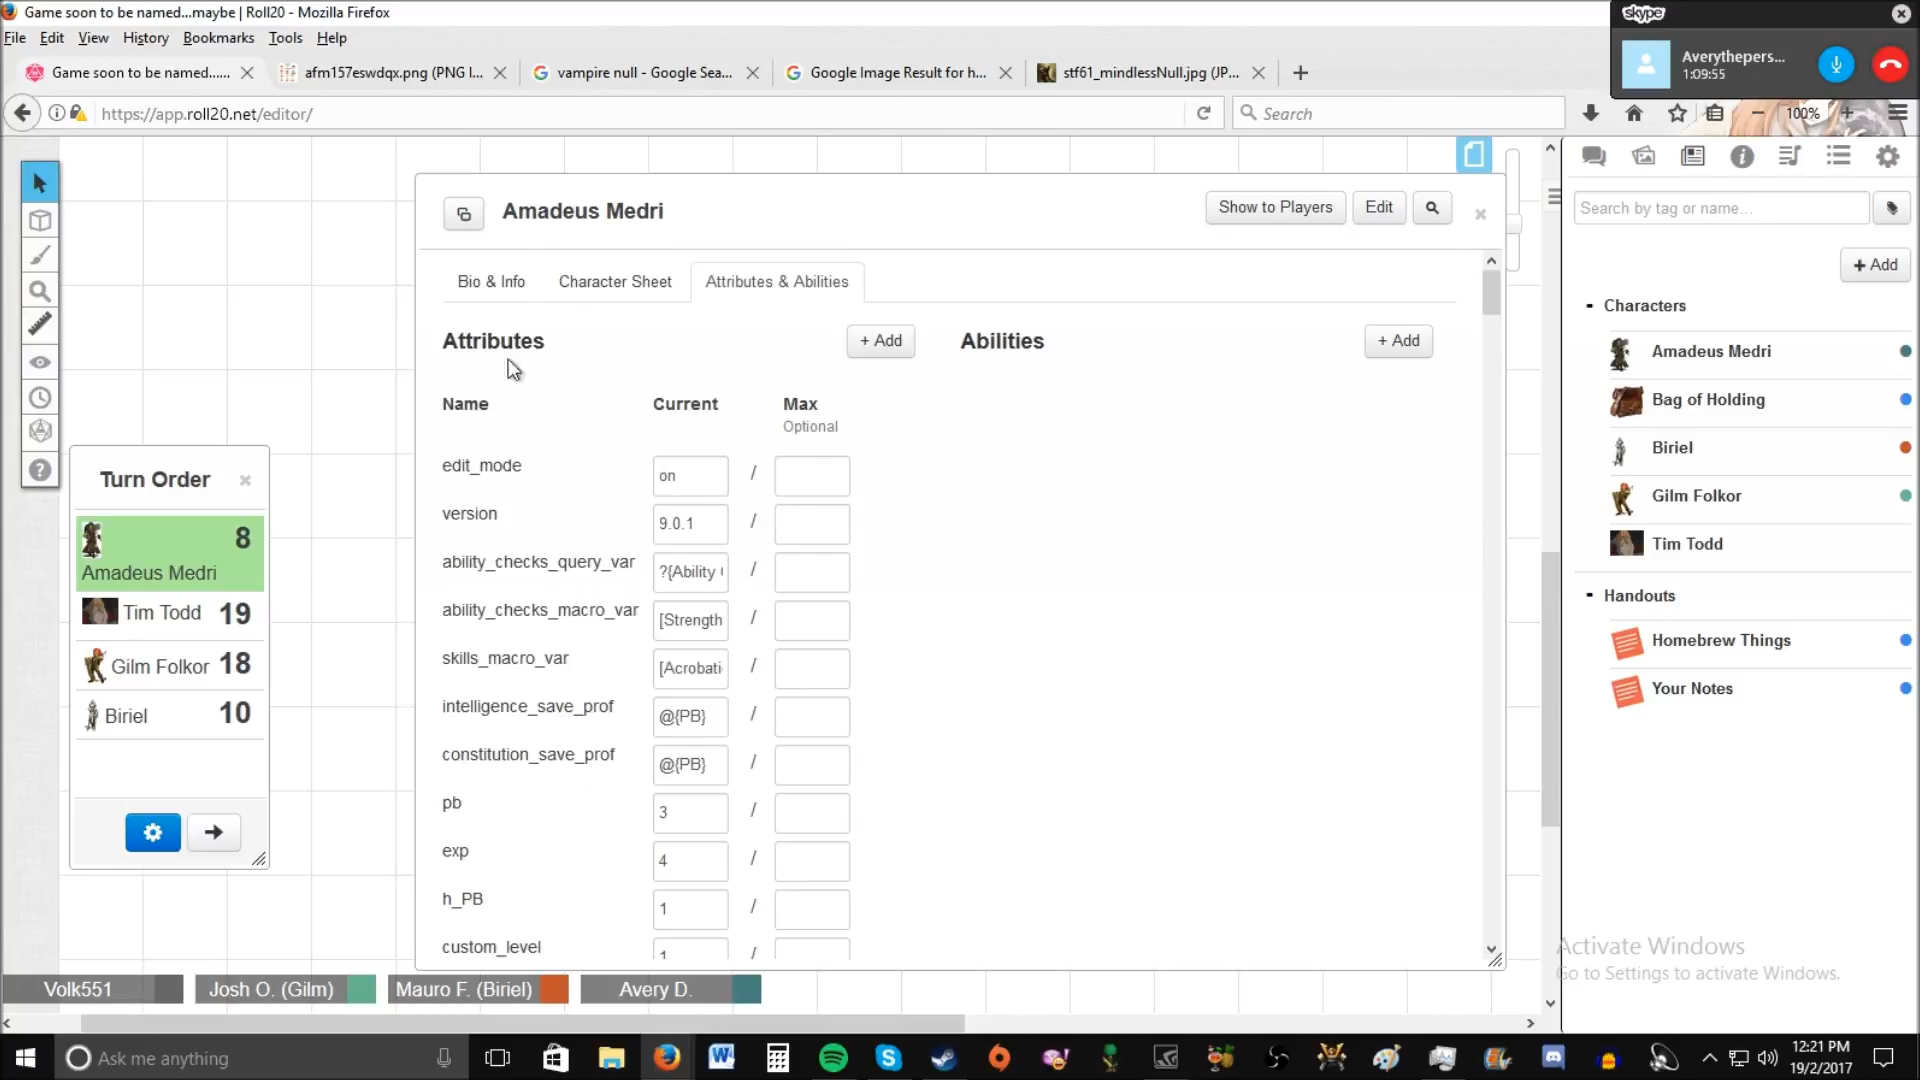 Game soon to be named...maybe | Roll20 - Mozilla Firefox
File Edit View History Bookmarks Tools Help
Game soon to be named......
afm157eswdqx.png (PNG I...
vampire null - Google Sea...
Google Image Result for h...
stf61_mindlessNull.jpg (JP...
skype
Averythepers...
1:09:55
https://app.roll20.net/editor/
Search
100%
Amadeus Medri
Show to Players
Edit
Bio & Info
Character Sheet
Attributes & Abilities
Attributes
+ Add
Abilities
+ Add
Name Current Max
Optional
edit_mode on /
version 9.0.1 /
ability_checks_query_var ?{Ability /
ability_checks_macro_var [Strength /
skills_macro_var [Acrobati /
intelligence_save_prof @{PB} /
constitution_save_prof @{PB} /
pb 3 /
exp 4 /
h_PB 1 /
custom_level 1 /
Turn Order
8
Amadeus Medri
Tim Todd 19
Gilm Folkor 18
Biriel 10
Search by tag or name...
+ Add
Characters
Amadeus Medri
Bag of Holding
Biriel
Gilm Folkor
Tim Todd
Handouts
Homebrew Things
Your Notes
Activate Windows
Go to Settings to activate Windows.
Volk551
Josh O. (Gilm)
Mauro F. (Biriel)
Avery D.
Ask me anything
12:21 PM
19/2/2017